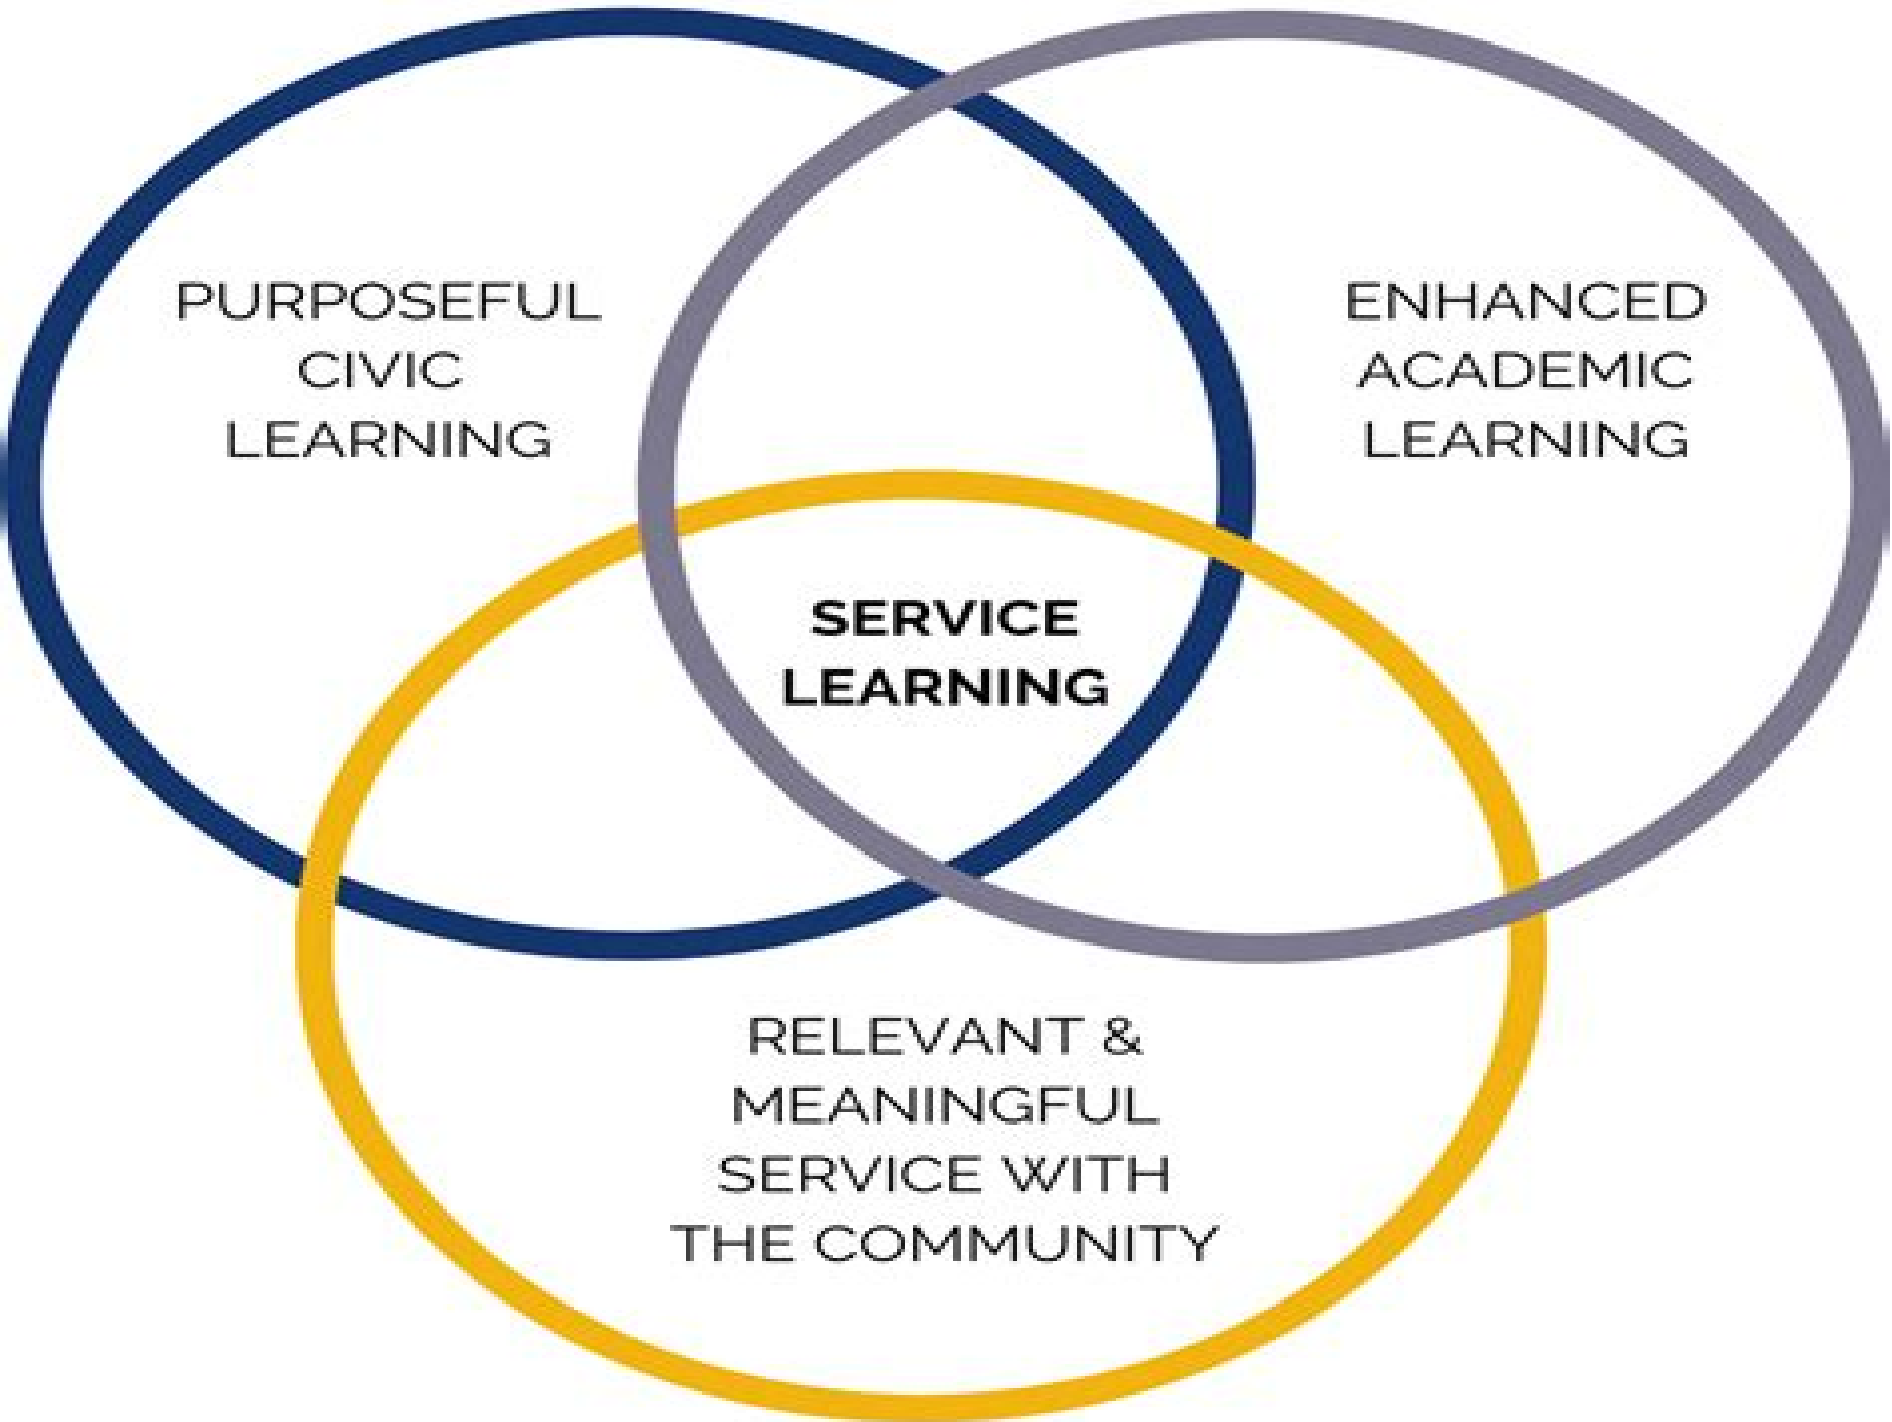 PURPOSEFUL
CIVIC
LEARNING
ENHANCED
ACADEMIC
LEARNING
SERVICE
LEARNING
RELEVANT &
MEANINGFUL
SERVICE WITH
THE COMMUNITY